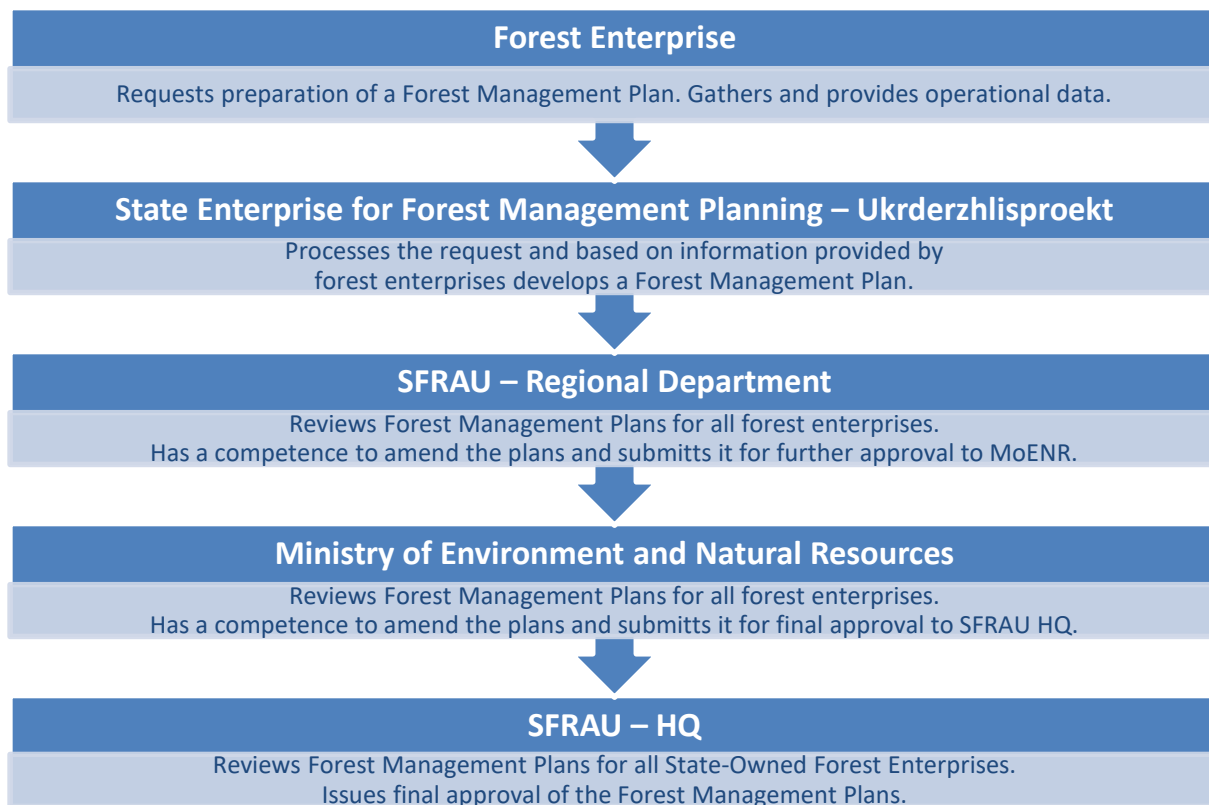 Forest Enterprise
Requests preparation of a Forest Management Plan. Gathers and provides operational data.
State Enterprise for Forest Management Planning – Ukrderzhlisproekt
Processes the request and based on information provided by
forest enterprises develops a Forest Management Plan.
SFRAU – Regional Department
Reviews Forest Management Plans for all forest enterprises.
Has a competence to amend the plans and submitts it for further approval to MoENR.
Ministry of Environment and Natural Resources
Reviews Forest Management Plans for all forest enterprises.
Has a competence to amend the plans and submitts it for final approval to SFRAU HQ.
SFRAU – HQ
Reviews Forest Management Plans for all State-Owned Forest Enterprises.
Issues final approval of the Forest Management Plans.